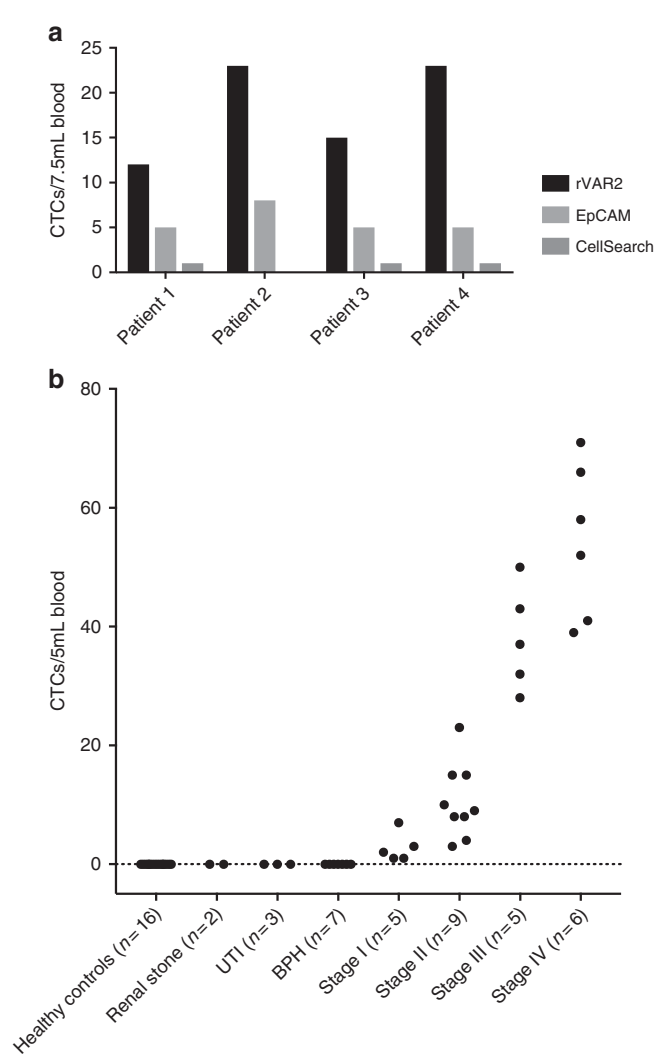 a
CTCs/7.5mL blood
25
20
15
10
5
0
Patient 1
Patient 2
Patient 3
Patient 4
rVAR2
EpCAM
CellSearch
b
CTCs/5mL blood
80
60
40
20
0
Healthy controls (n=16)
Renal stone (n=2)
UTI (n=3)
BPH (n=7)
Stage I (n=5)
Stage II (n=9)
Stage III (n=5)
Stage IV (n=6)